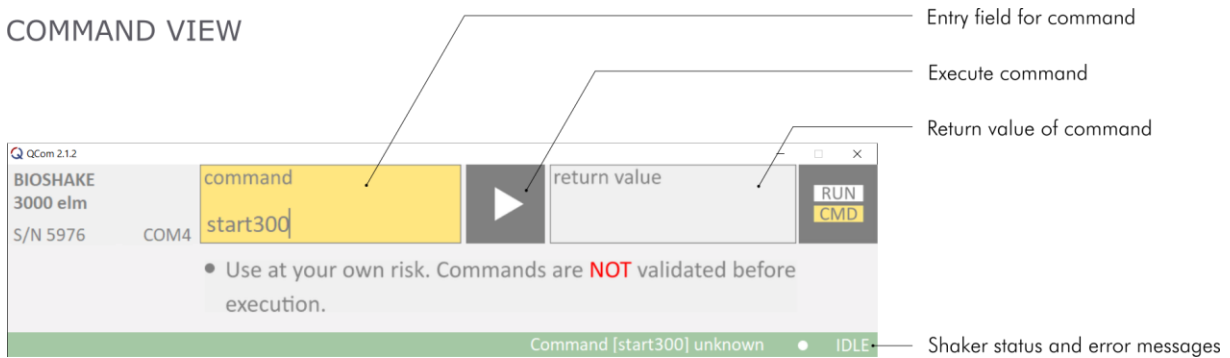 COMMAND VIEW
Entry field for command
Execute command
Return value of command
QCom 2.1.2
BIOSHAKE
3000 elm
S/N 5976 COM4
command
start300
return value
RUN
CMD
• Use at your own risk. Commands are NOT validated before
execution.
Command [start300] unknown ● IDLE
Shaker status and error messages